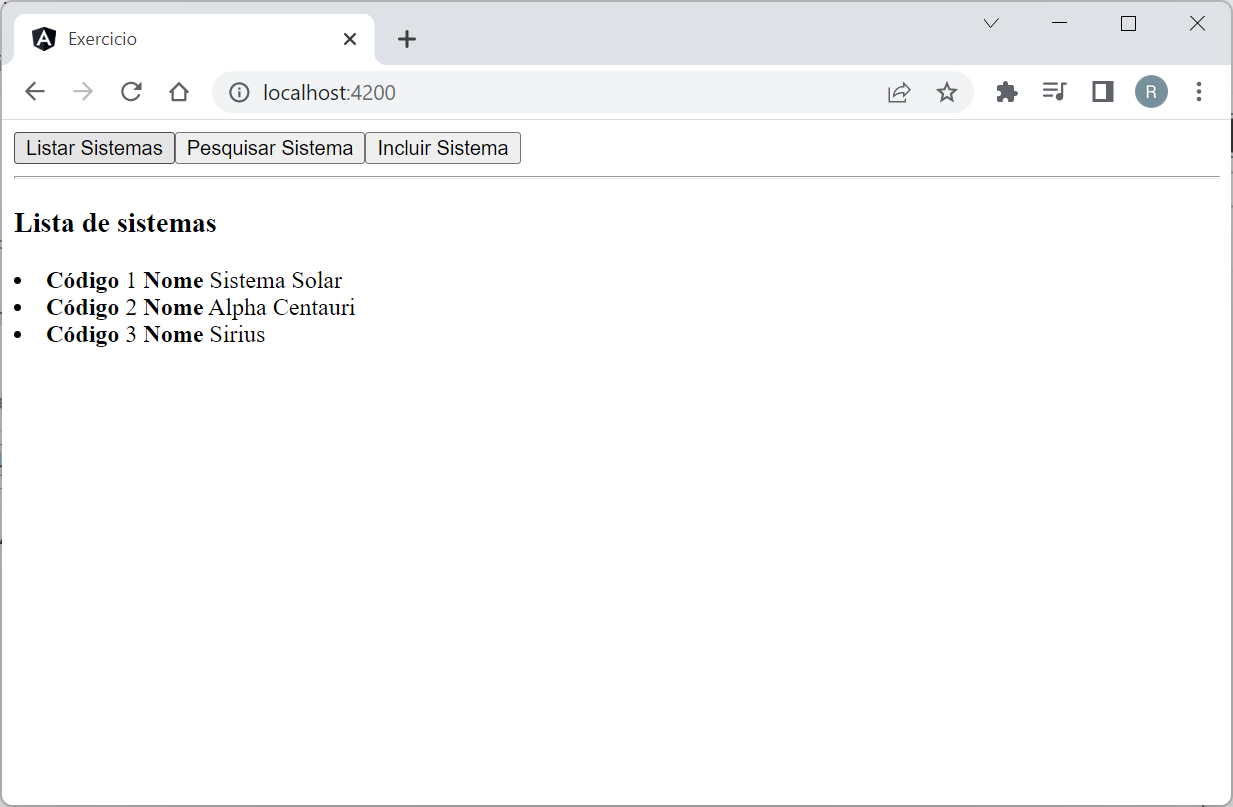 Exercicio
localhost:4200
R
Listar Sistemas Pesquisar Sistema Incluir Sistema
Lista de sistemas
Código 1 Nome Sistema Solar
Código 2 Nome Alpha Centauri
Código 3 Nome Sirius